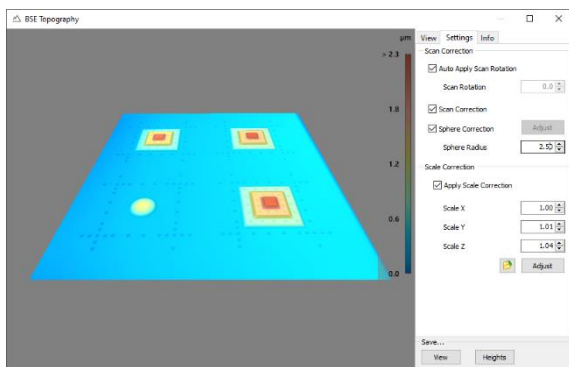 BSE Topography
µm
> 2.3
1.8
1.2
0.6
0.0
View Settings Info
Scan Correction
Auto Apply Scan Rotation
Scan Rotation 0.0
Scan Correction
Sphere Correction Adjust
Sphere Radius 2.50
Scale Correction
Apply Scale Correction
Scale X 1.00
Scale Y 1.01
Scale Z 1.04
Adjust
Save...
View Heights